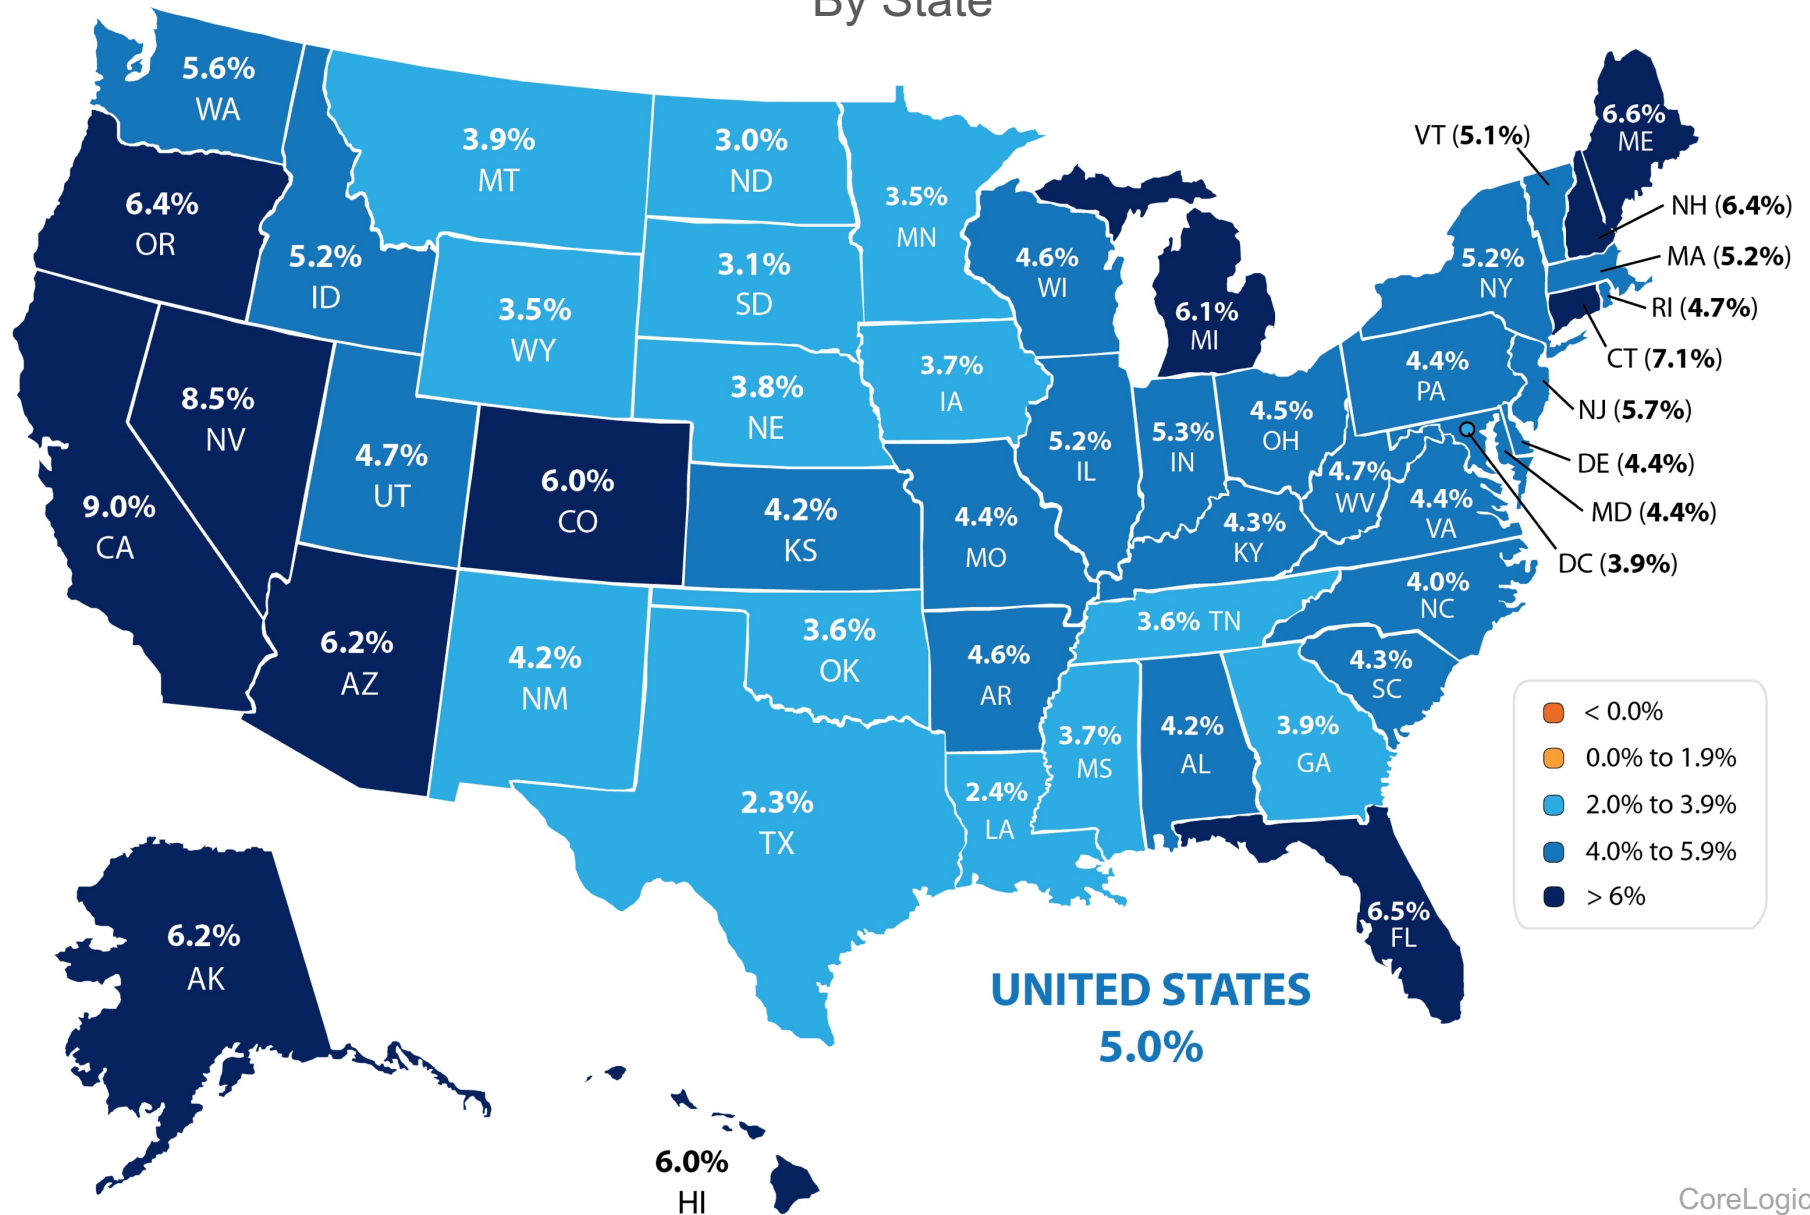 By State
5.6%
WA
6.4%
OR
5.2%
ID
3.9%
MT
3.0%
ND
3.5%
MN
3.1%
SD
3.5%
WY
4.6%
WI
6.1%
MI
VT (5.1%)
6.6%
ME
NH (6.4%)
MA (5.2%)
RI (4.7%)
CT (7.1%)
NJ (5.7%)
DE (4.4%)
MD (4.4%)
DC (3.9%)
5.2%
NY
4.4%
PA
9.0%
CA
8.5%
NV
4.7%
UT
6.0%
CO
3.8%
NE
3.7%
IA
5.2%
IL
5.3%
IN
4.5%
OH
4.7%
WV
4.4%
VA
4.2%
KS
4.4%
MO
4.3%
KY
4.0%
NC
3.6% TN
6.2%
AZ
4.2%
NM
3.6%
OK
4.6%
AR
4.3%
SC
2.3%
TX
2.4%
LA
3.7%
MS
4.2%
AL
3.9%
GA
6.5%
FL
6.2%
AK
6.0%
HI
UNITED STATES
5.0%
< 0.0%
0.0% to 1.9%
2.0% to 3.9%
4.0% to 5.9%
> 6%
CoreLogic